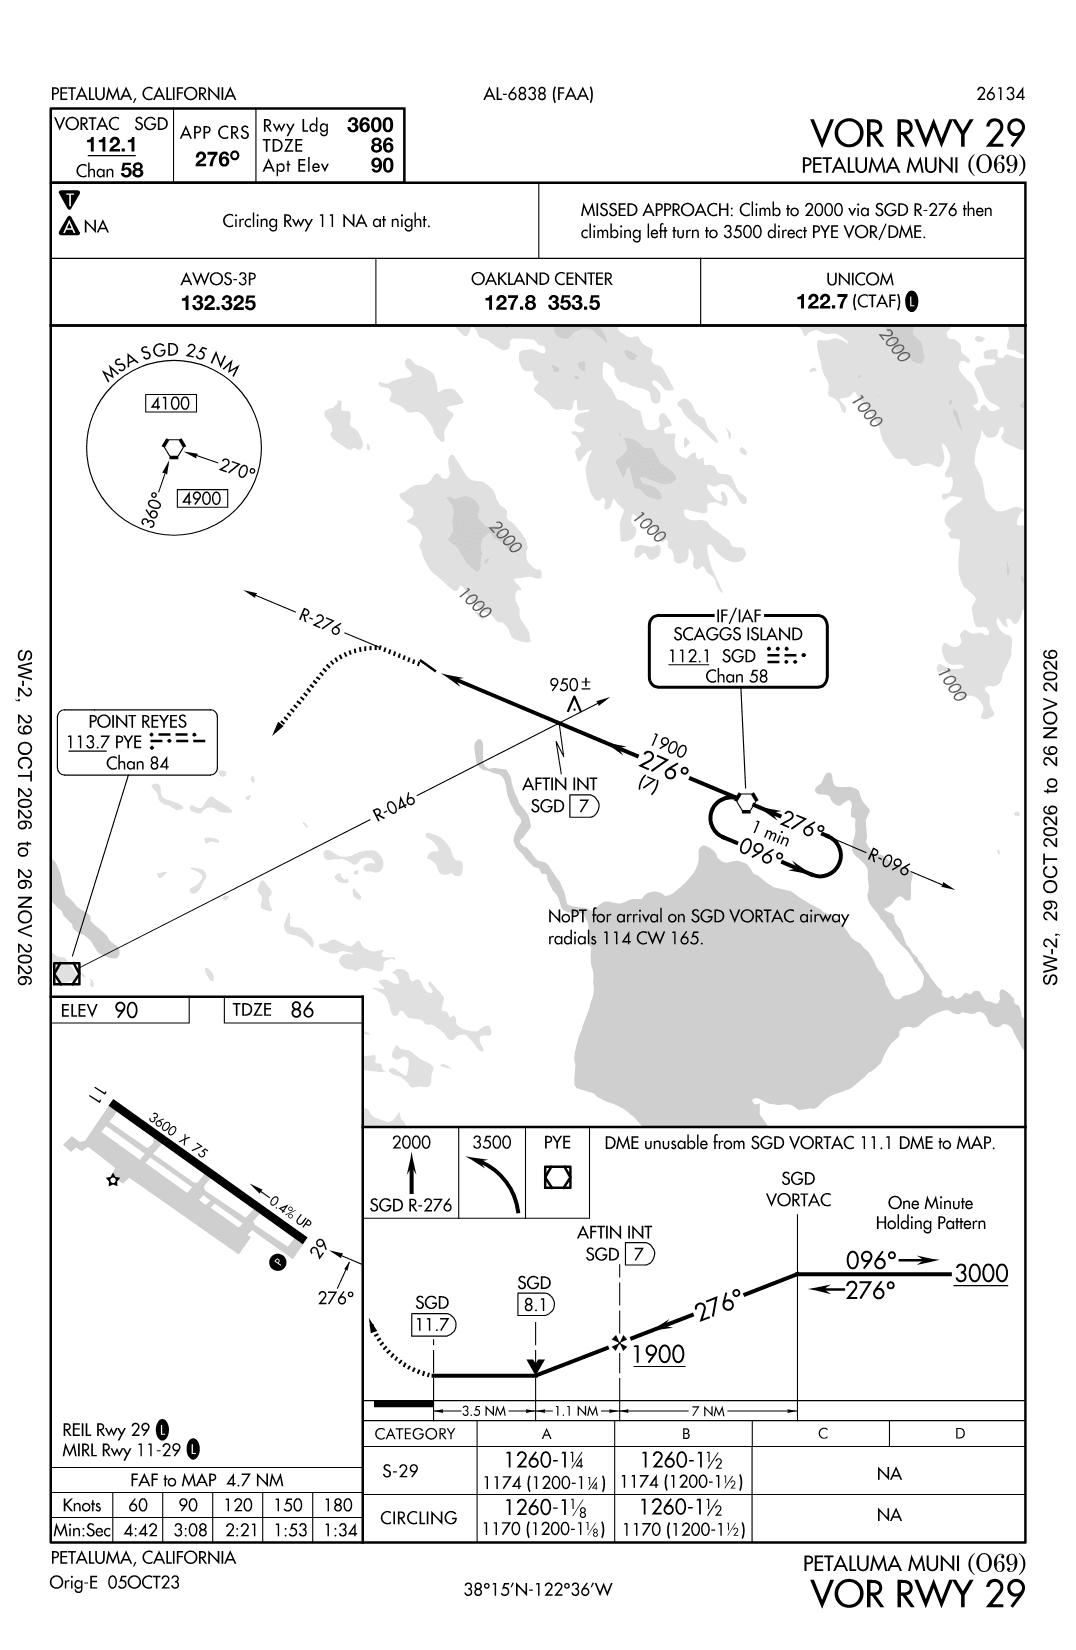 PETALUMA, CALIFORNIA
AL-6838 (FAA)
26134
VORTAC SGD
112.1
Chan 58
APP CRS
276°
Rwy Ldg 3600
TDZE 86
Apt Elev 90
VOR RWY 29
PETALUMA MUNI (O69)
T
A NA
Circling Rwy 11 NA at night.
MISSED APPROACH: Climb to 2000 via SGD R-276 then
climbing left turn to 3500 direct PYE VOR/DME.
AWOS-3P
132.325
OAKLAND CENTER
127.8 353.5
UNICOM
122.7 (CTAF) L
MSA SGD 25 NM
4100
270°
360°
4900
2000
1000
2000
1000
1000
1000
R-276
IF/IAF
SCAGGS ISLAND
112.1 SGD
Chan 58
950±
POINT REYES
113.7 PYE
Chan 84
AFTIN INT
SGD 7
1900
276°
(7)
R-046
276°
1 min
096°
R-096
NoPT for arrival on SGD VORTAC airway
radials 114 CW 165.
SW-2, 29 OCT 2026 to 26 NOV 2026
SW-2, 29 OCT 2026 to 26 NOV 2026
ELEV 90
TDZE 86
11
3600 X 75
0.4% UP
29
P
276°
REIL Rwy 29 L
MIRL Rwy 11-29 L
FAF to MAP 4.7 NM
Knots 60 90 120 150 180
Min:Sec 4:42 3:08 2:21 1:53 1:34
2000
SGD R-276
3500
PYE
DME unusable from SGD VORTAC 11.1 DME to MAP.
SGD
VORTAC
One Minute
Holding Pattern
AFTIN INT
SGD 7
096°
276°
3000
SGD
8.1
SGD
11.7
276°
1900
3.5 NM
1.1 NM
7 NM
CATEGORY A B C D
S-29
1260-1¼
1174 (1200-1¼)
1260-1½
1174 (1200-1½)
NA
CIRCLING
1260-1⅛
1170 (1200-1⅛)
1260-1½
1170 (1200-1½)
NA
PETALUMA, CALIFORNIA
Orig-E 05OCT23
38°15'N-122°36'W
PETALUMA MUNI (O69)
VOR RWY 29